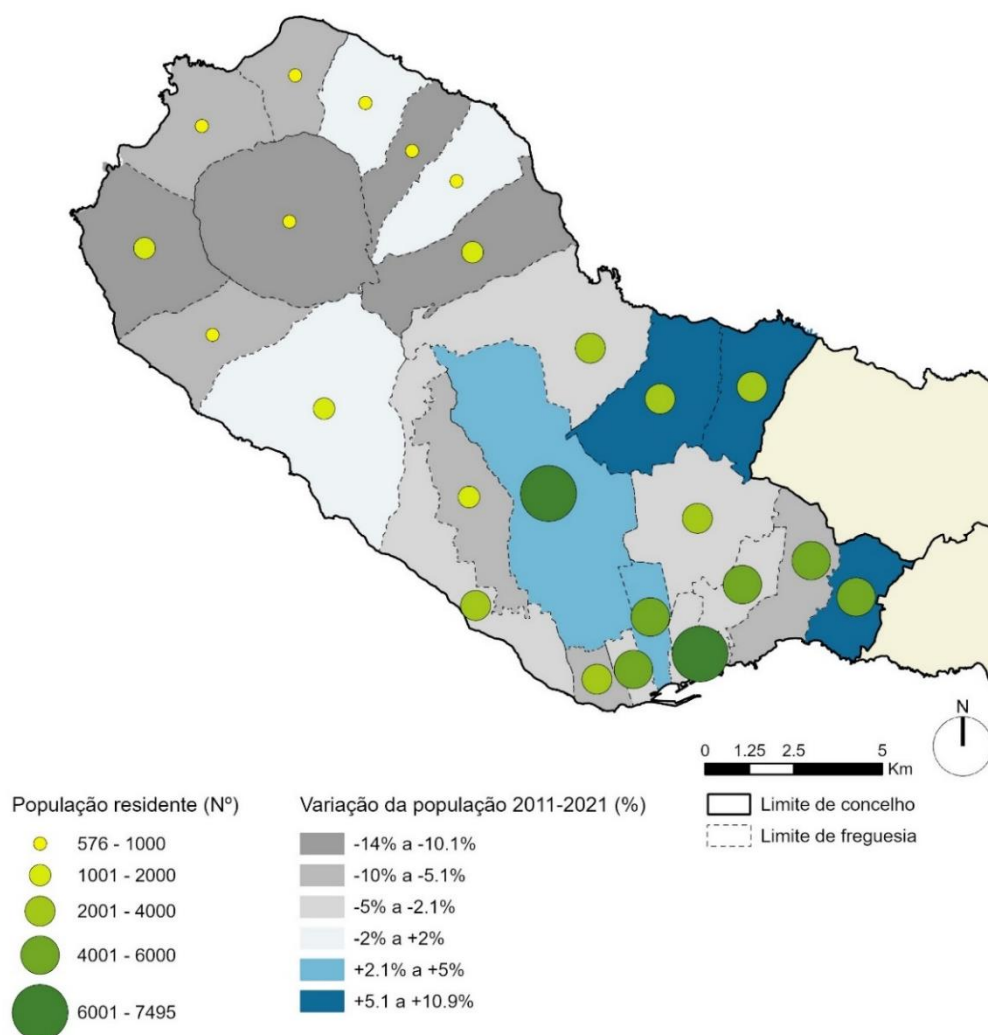 N
0 1.25 2.5 5
Km
População residente (Nº)
576 - 1000
1001 - 2000
2001 - 4000
4001 - 6000
6001 - 7495
Variação da população 2011-2021 (%)
-14% a -10.1%
-10% a -5.1%
-5% a -2.1%
-2% a +2%
+2.1% a +5%
+5.1 a +10.9%
Limite de concelho
Limite de freguesia